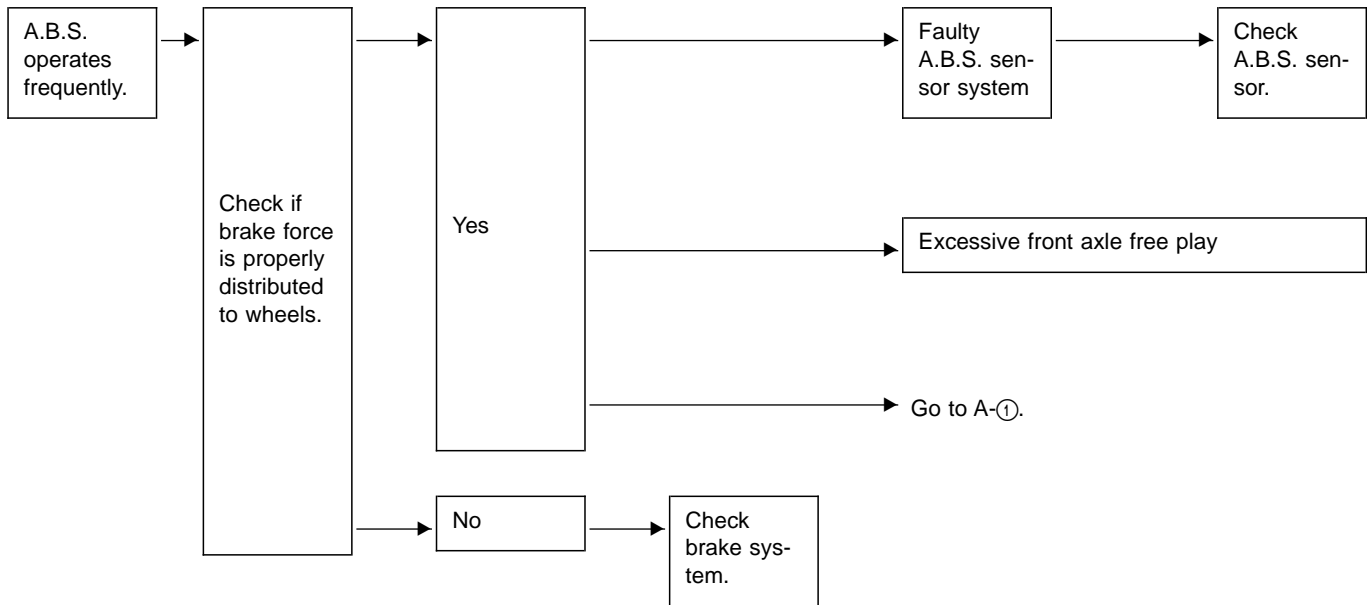 A.B.S.
operates
frequently.
Check if
brake force
is properly
distributed
to wheels.
Yes
Faulty
A.B.S. sen-
sor system
Check
A.B.S. sen-
sor.
Excessive front axle free play
Go to A-①.
No
Check
brake sys-
tem.